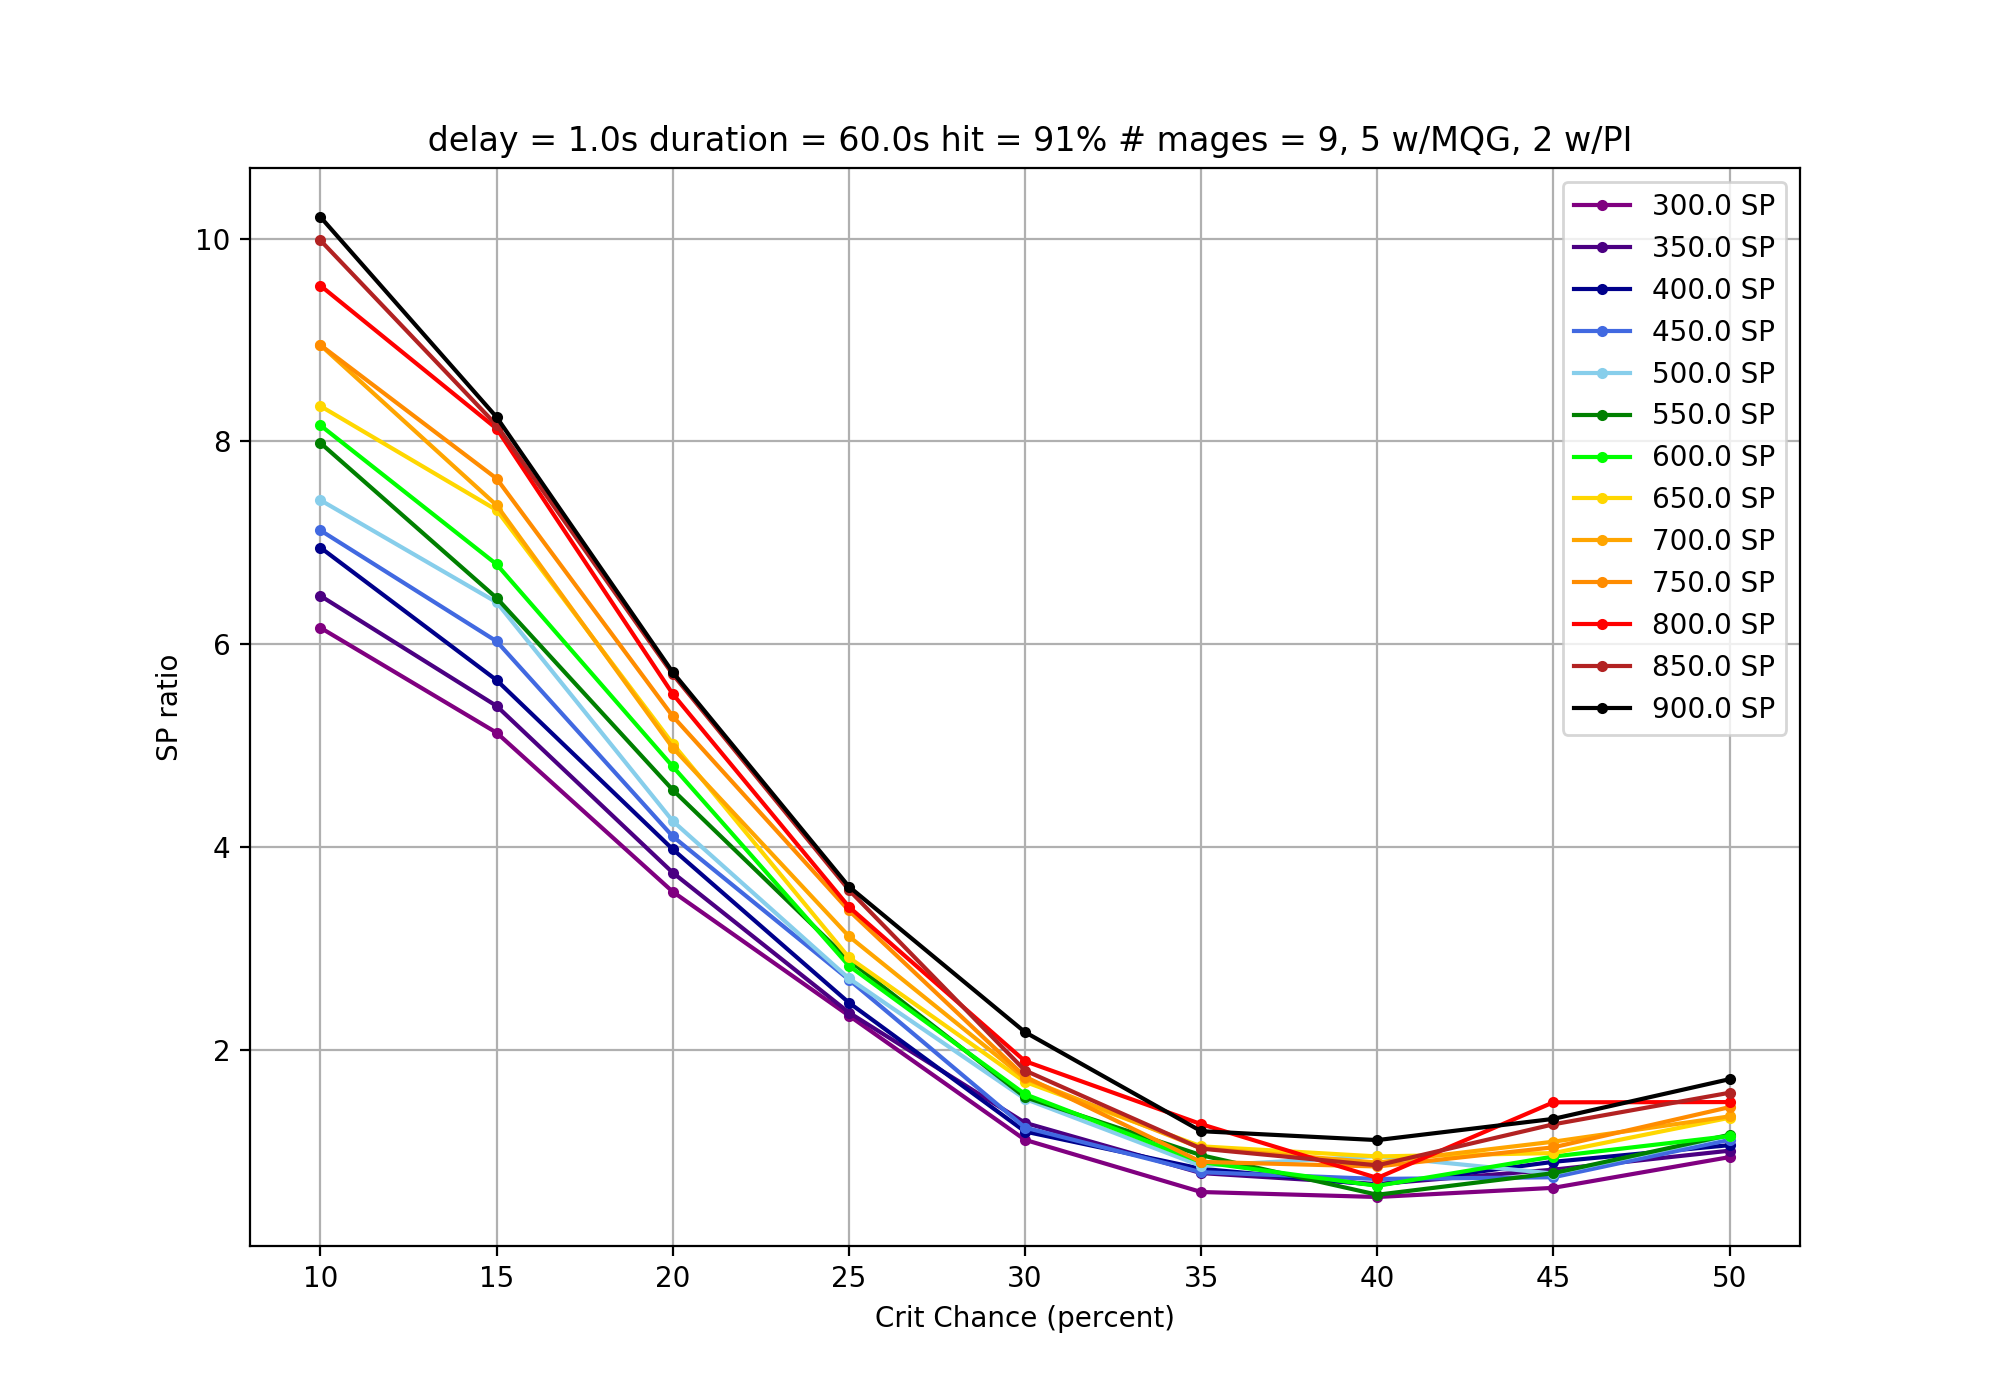 delay = 1.0s duration = 60.0s hit = 91% # mages = 9, 5 w/MQG, 2 w/PI
300.0 SP
350.0 SP
400.0 SP
450.0 SP
500.0 SP
550.0 SP
600.0 SP
650.0 SP
700.0 SP
750.0 SP
800.0 SP
850.0 SP
900.0 SP
SP ratio
10
8
6
4
2
10 15 20 25 30 35 40 45 50
Crit Chance (percent)